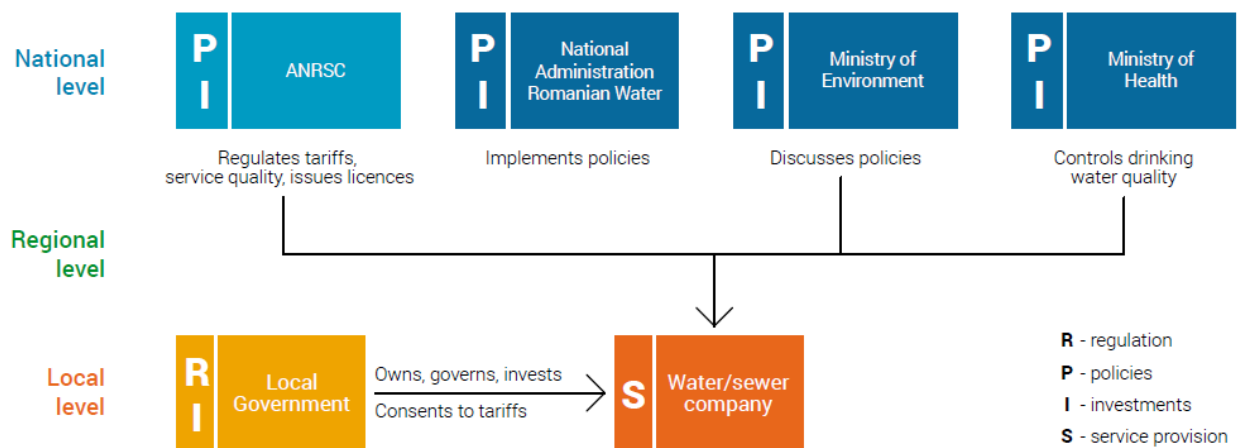 National
level
P
I
ANRSC
P
I
National
Administration
Romanian Water
P
I
Ministry of
Environment
P
I
Ministry of
Health
Regulates tariffs,
service quality, issues licences
Implements policies
Discusses policies
Controls drinking
water quality
Regional
level
Local
level
R
I
Local
Government
Owns, governs, invests
Consents to tariffs
S
Water/sewer
company
R - regulation
P - policies
I - investments
S - service provision